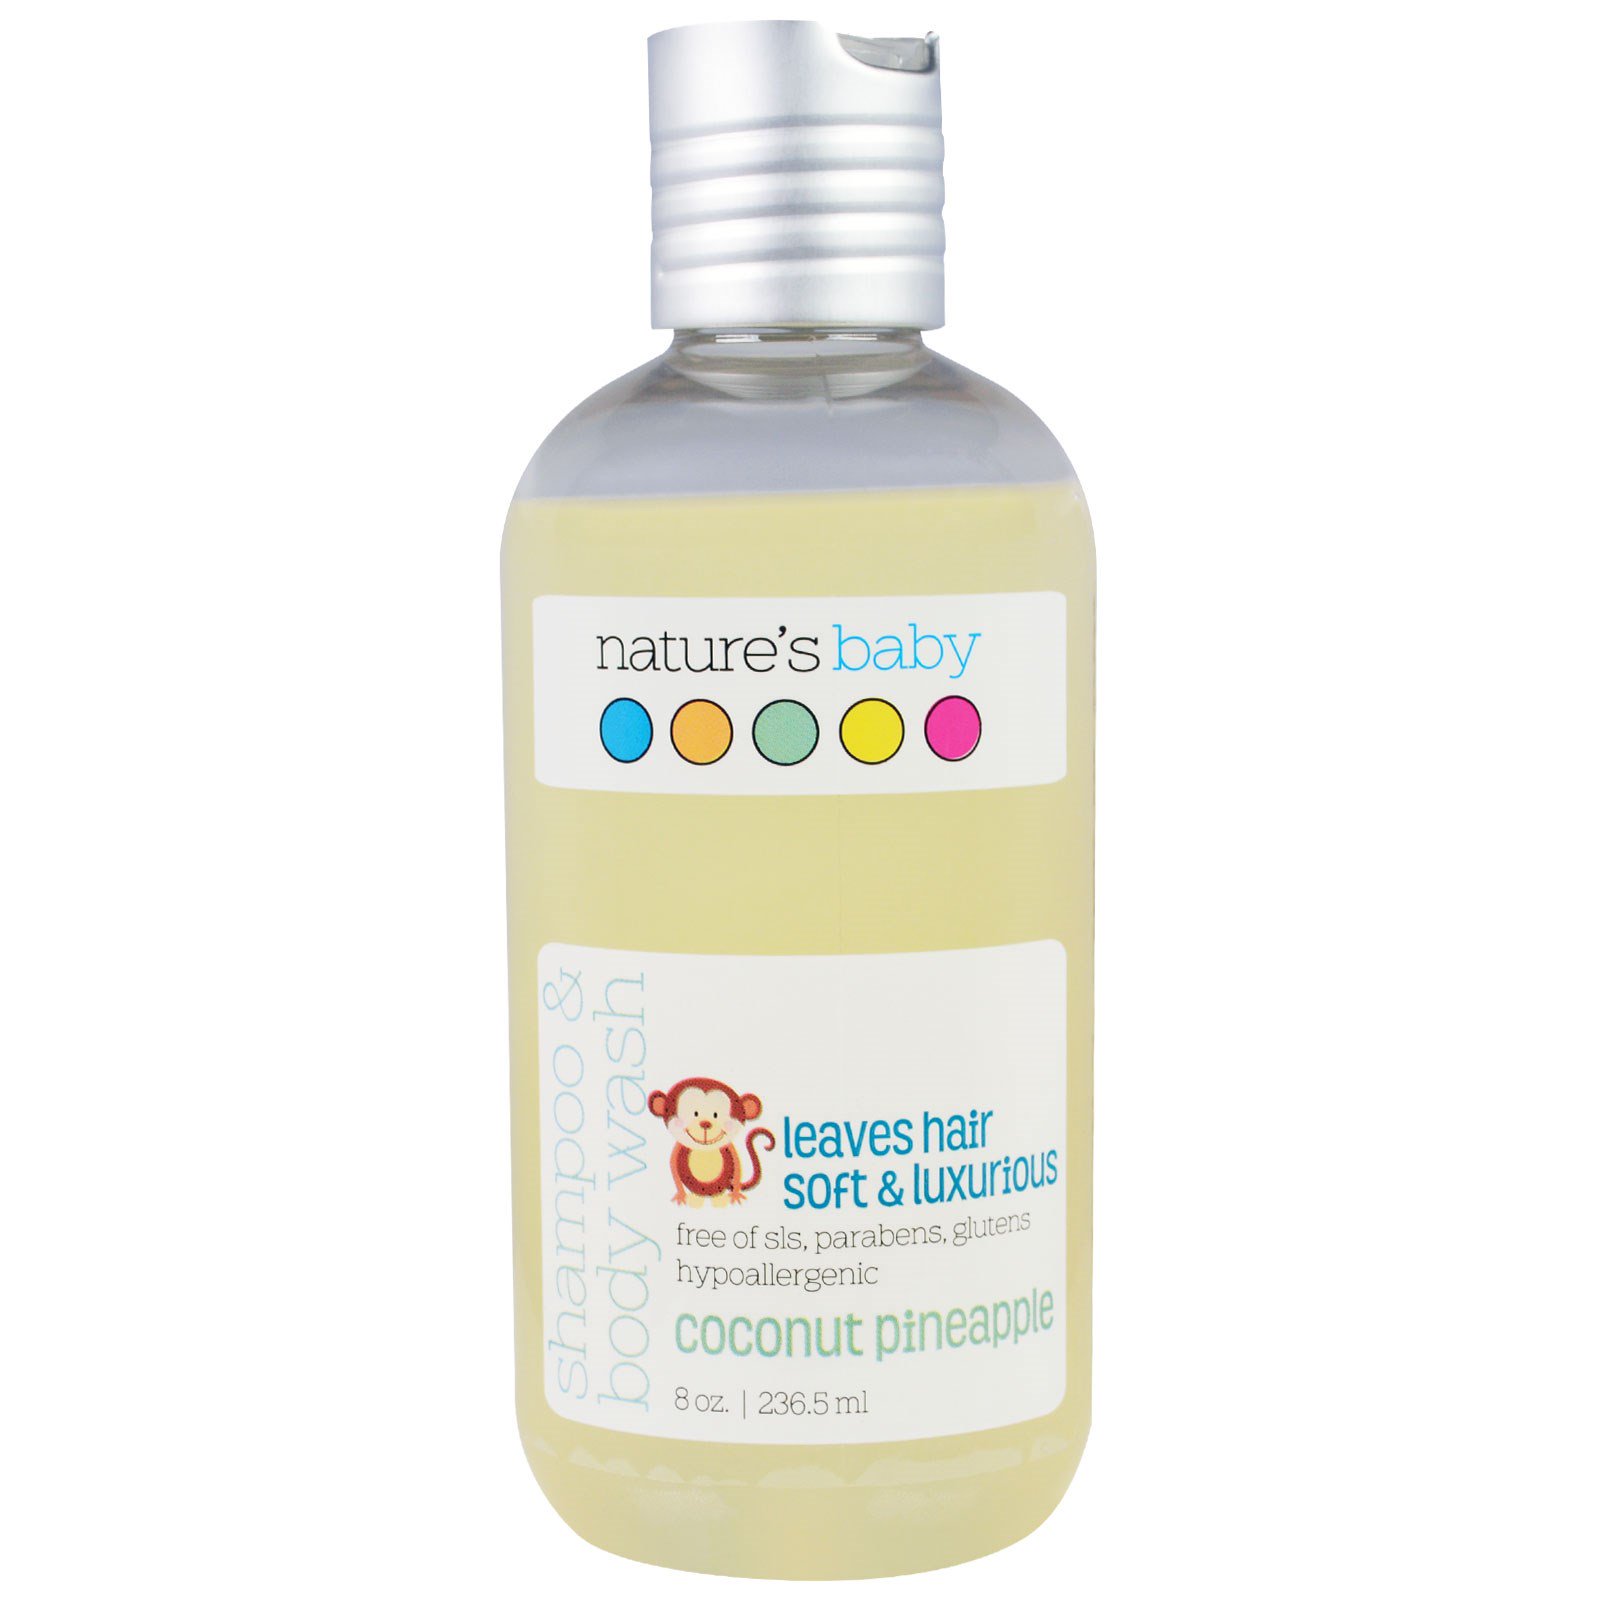 nature's baby
shampoo &
body wash
leaves hair
soft & luxurious
free of sls, parabens, glutens
hypoallergenic
coconut pineapple
8 oz. | 236.5 ml